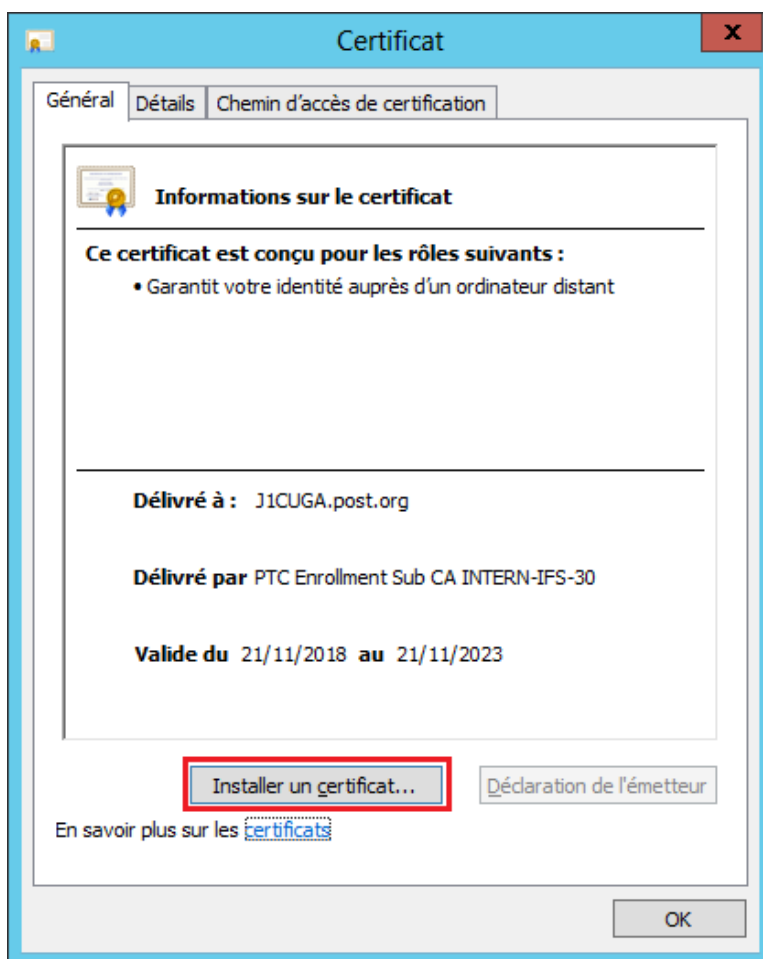 Certificat
x
Général Détails Chemin d'accès de certification
Informations sur le certificat
Ce certificat est conçu pour les rôles suivants :
• Garantit votre identité auprès d'un ordinateur distant
Délivré à : J1CUGA.post.org
Délivré par PTC Enrollment Sub CA INTERN-IFS-30
Valide du 21/11/2018 au 21/11/2023
Installer un certificat... Déclaration de l'émetteur
En savoir plus sur les certificats
OK